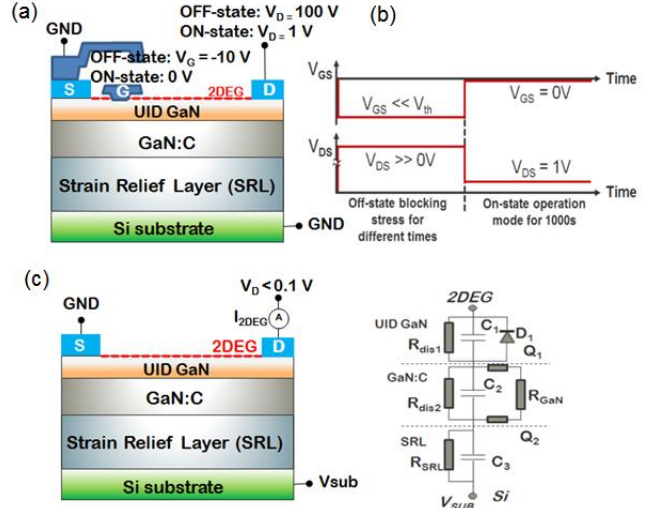 (a)
OFF-state: V_D = 100 V
ON-state: V_D = 1 V
GND
OFF-state: V_G = -10 V
ON-state: 0 V
S
G
2DEG
D
UID GaN
GaN:C
Strain Relief Layer (SRL)
Si substrate
GND
(b)
V_GS
Time
V_GS << V_th
V_GS = 0V
V_DS
V_DS >> 0V
V_DS = 1V
Time
Off-state blocking
stress for
different times
On-state operation
mode for 1000s
(c)
V_D < 0.1 V
GND
I_2DEG
A
S
2DEG
D
UID GaN
GaN:C
Strain Relief Layer (SRL)
Si substrate
Vsub
2DEG
UID GaN
C_1
D_1
R_dis1
Q_1
GaN:C
C_2
R_dis2
R_GaN
Q_2
SRL
R_SRL
C_3
V_SUB
Si